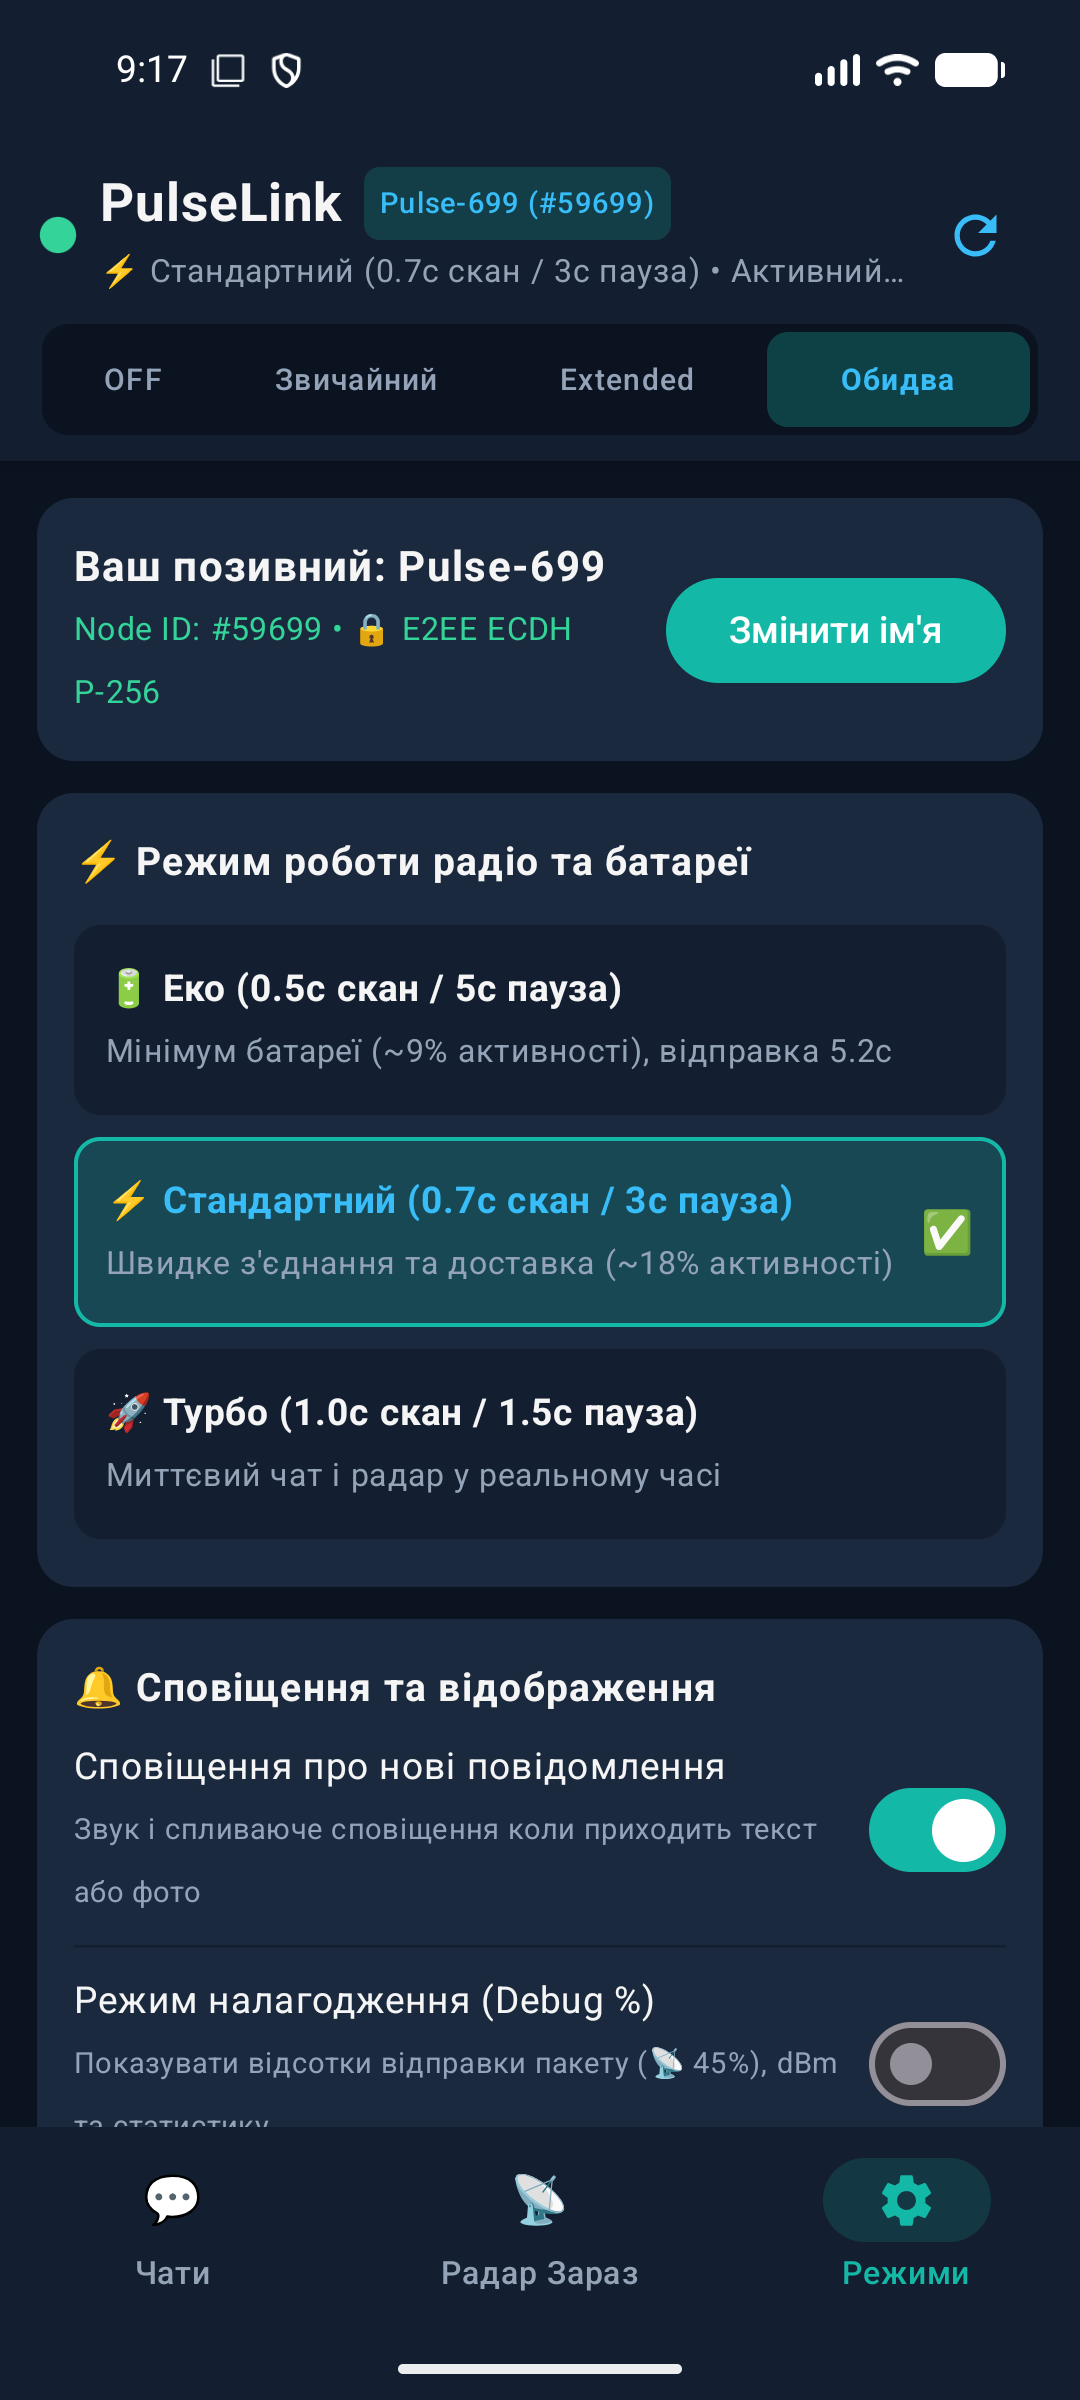 9:17
PulseLink
Pulse-699 (#59699)
⚡ Стандартний (0.7с скан / 3с пауза) • Активний…
OFF
Звичайний
Extended
Обидва
Ваш позивний: Pulse-699
Node ID: #59699 • 🔒 E2EE ECDH
P-256
Змінити ім'я
⚡ Режим роботи радіо та батареї
🔋 Еко (0.5с скан / 5с пауза)
Мінімум батареї (~9% активності), відправка 5.2с
⚡ Стандартний (0.7с скан / 3с пауза)
Швидке з'єднання та доставка (~18% активності)
✅
🚀 Турбо (1.0с скан / 1.5с пауза)
Миттєвий чат і радар у реальному часі
🔔 Сповіщення та відображення
Сповіщення про нові повідомлення
Звук і спливаюче сповіщення коли приходить текст
або фото
Режим налагодження (Debug %)
Показувати відсотки відправки пакету (📡 45%), dBm
та статистику
Чати
Радар Зараз
Режими